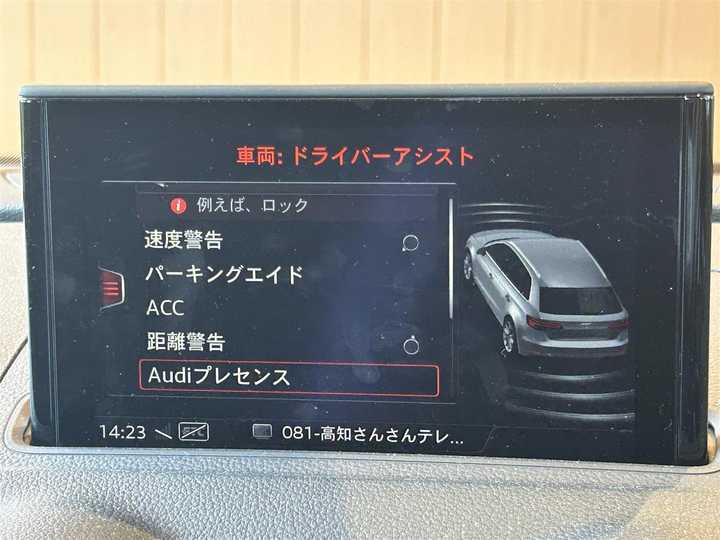 車両: ドライバーアシスト
例えば、ロック
速度警告
パーキングエイド
ACC
距離警告
Audiプレセンス
14:23
081-高知さんさんテレ...